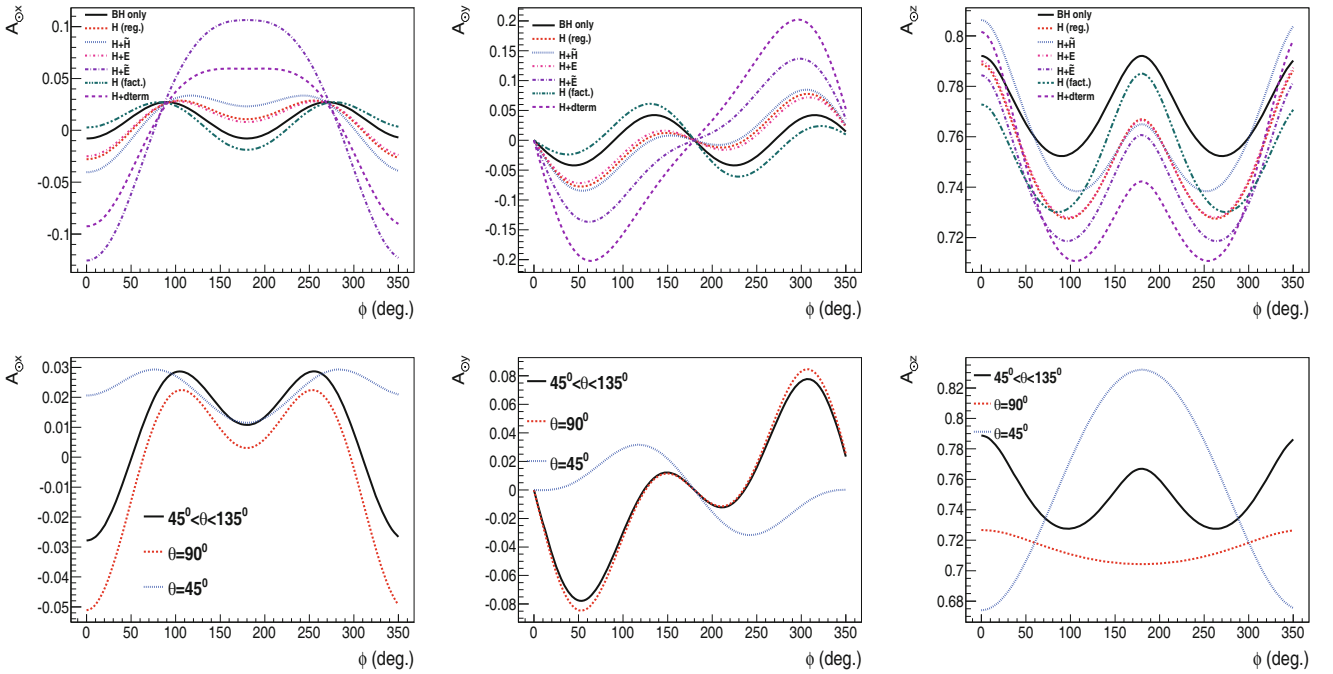 A⊙x
0.1
0.05
0
-0.05
-0.1
BH only
H (reg.)
H+H̃
H+E
H+Ẽ
H (fact.)
H+dterm
0 50 100 150 200 250 300 350
ϕ (deg.)
A⊙y
0.2
0.15
0.1
0.05
0
-0.05
-0.1
-0.15
-0.2
BH only
H (reg.)
H+H̃
H+E
H+Ẽ
H (fact.)
H+dterm
0 50 100 150 200 250 300 350
ϕ (deg.)
A⊙z
0.8
0.78
0.76
0.74
0.72
BH only
H (reg.)
H+H̃
H+E
H+Ẽ
H (fact.)
H+dterm
0 50 100 150 200 250 300 350
ϕ (deg.)
A⊙x
0.03
0.02
0.01
0
-0.01
-0.02
-0.03
-0.04
-0.05
45⁰<θ<135⁰
θ=90⁰
θ=45⁰
0 50 100 150 200 250 300 350
ϕ (deg.)
A⊙y
0.08
0.06
0.04
0.02
0
-0.02
-0.04
-0.06
-0.08
45⁰<θ<135⁰
θ=90⁰
θ=45⁰
0 50 100 150 200 250 300 350
ϕ (deg.)
A⊙z
0.82
0.8
0.78
0.76
0.74
0.72
0.7
0.68
45⁰<θ<135⁰
θ=90⁰
θ=45⁰
0 50 100 150 200 250 300 350
ϕ (deg.)